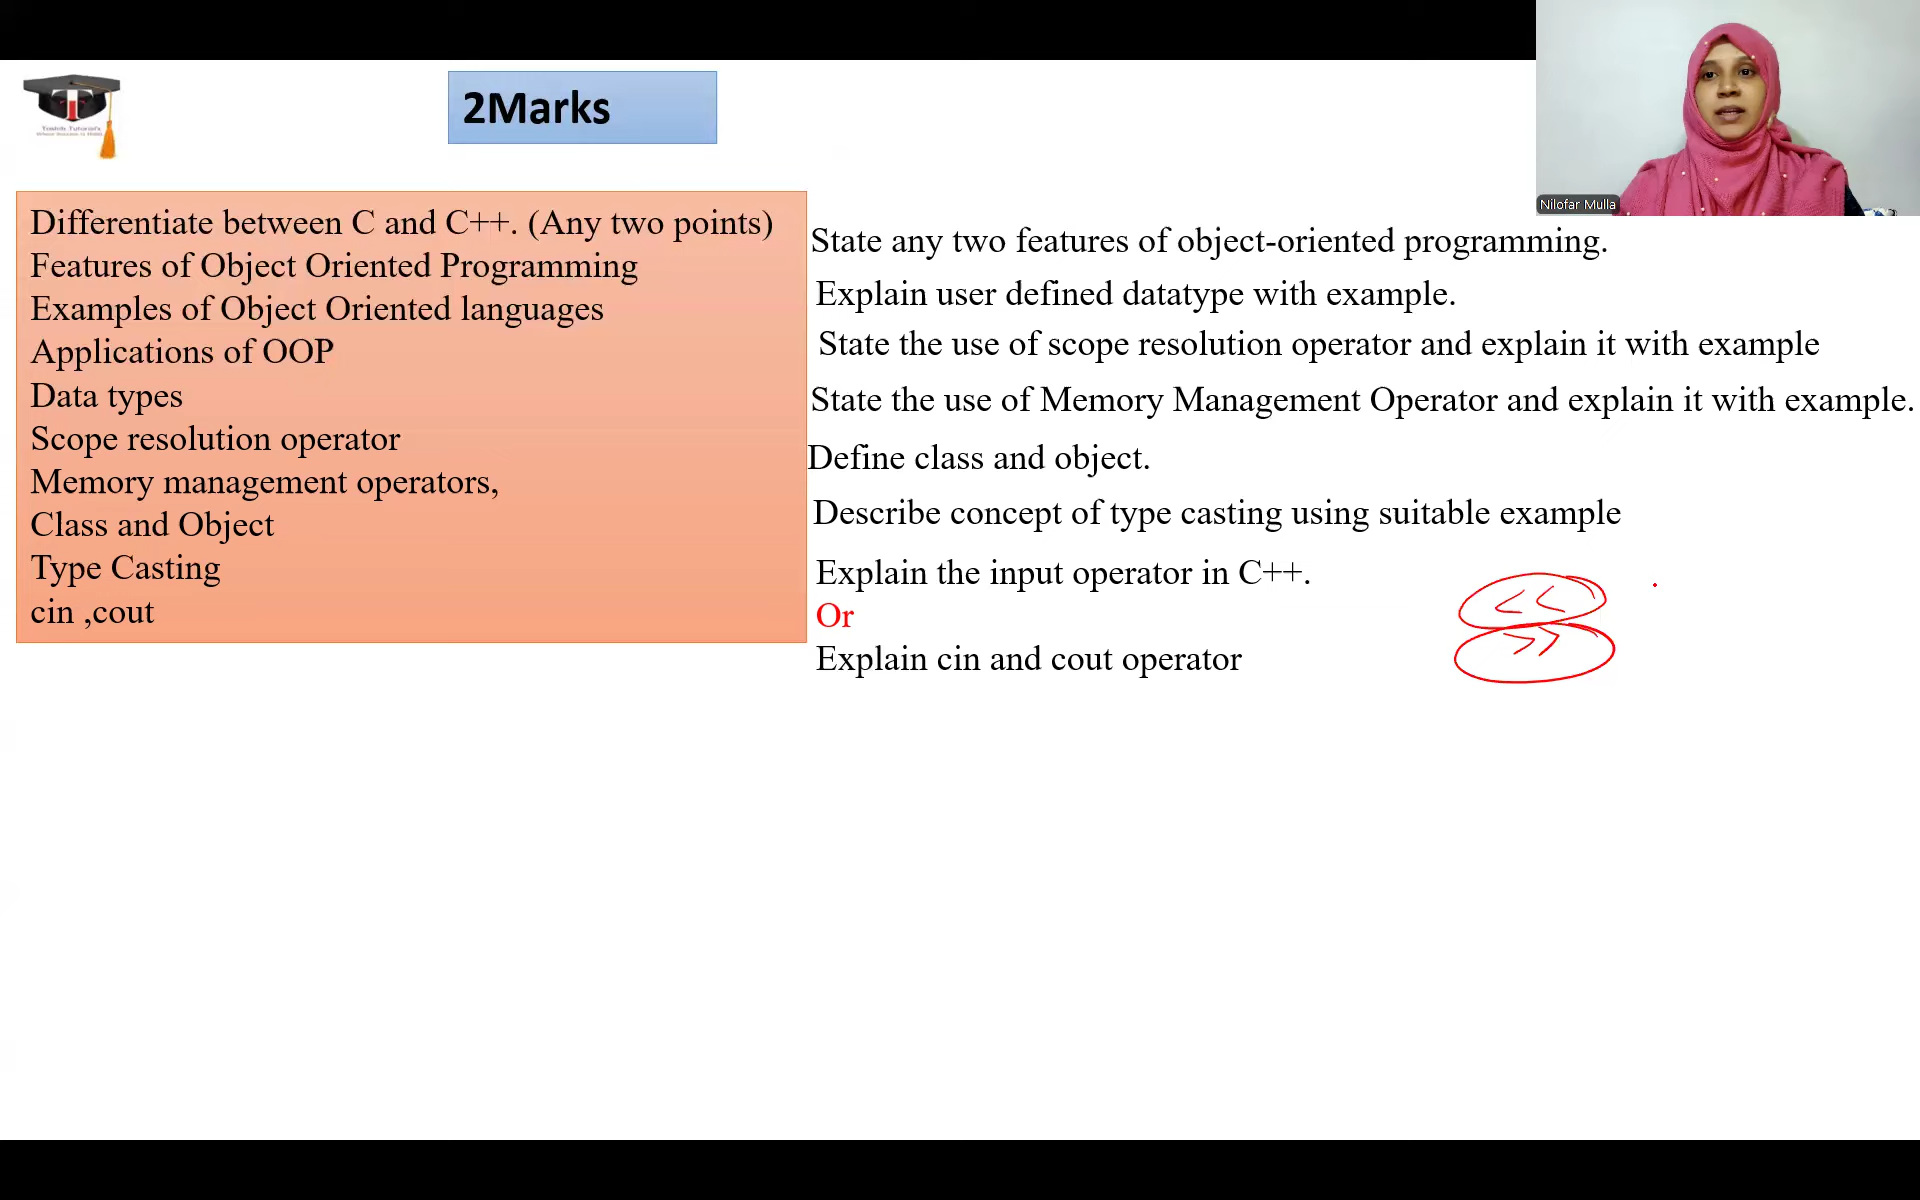 2Marks
Nilofar Mulla
Differentiate between C and C++. (Any two points)
Features of Object Oriented Programming
Examples of Object Oriented languages
Applications of OOP
Data types
Scope resolution operator
Memory management operators,
Class and Object
Type Casting
cin ,cout
State any two features of object-oriented programming.
Explain user defined datatype with example.
State the use of scope resolution operator and explain it with example
State the use of Memory Management Operator and explain it with example.
Define class and object.
Describe concept of type casting using suitable example
Explain the input operator in C++.
Or
Explain cin and cout operator
<<
>>